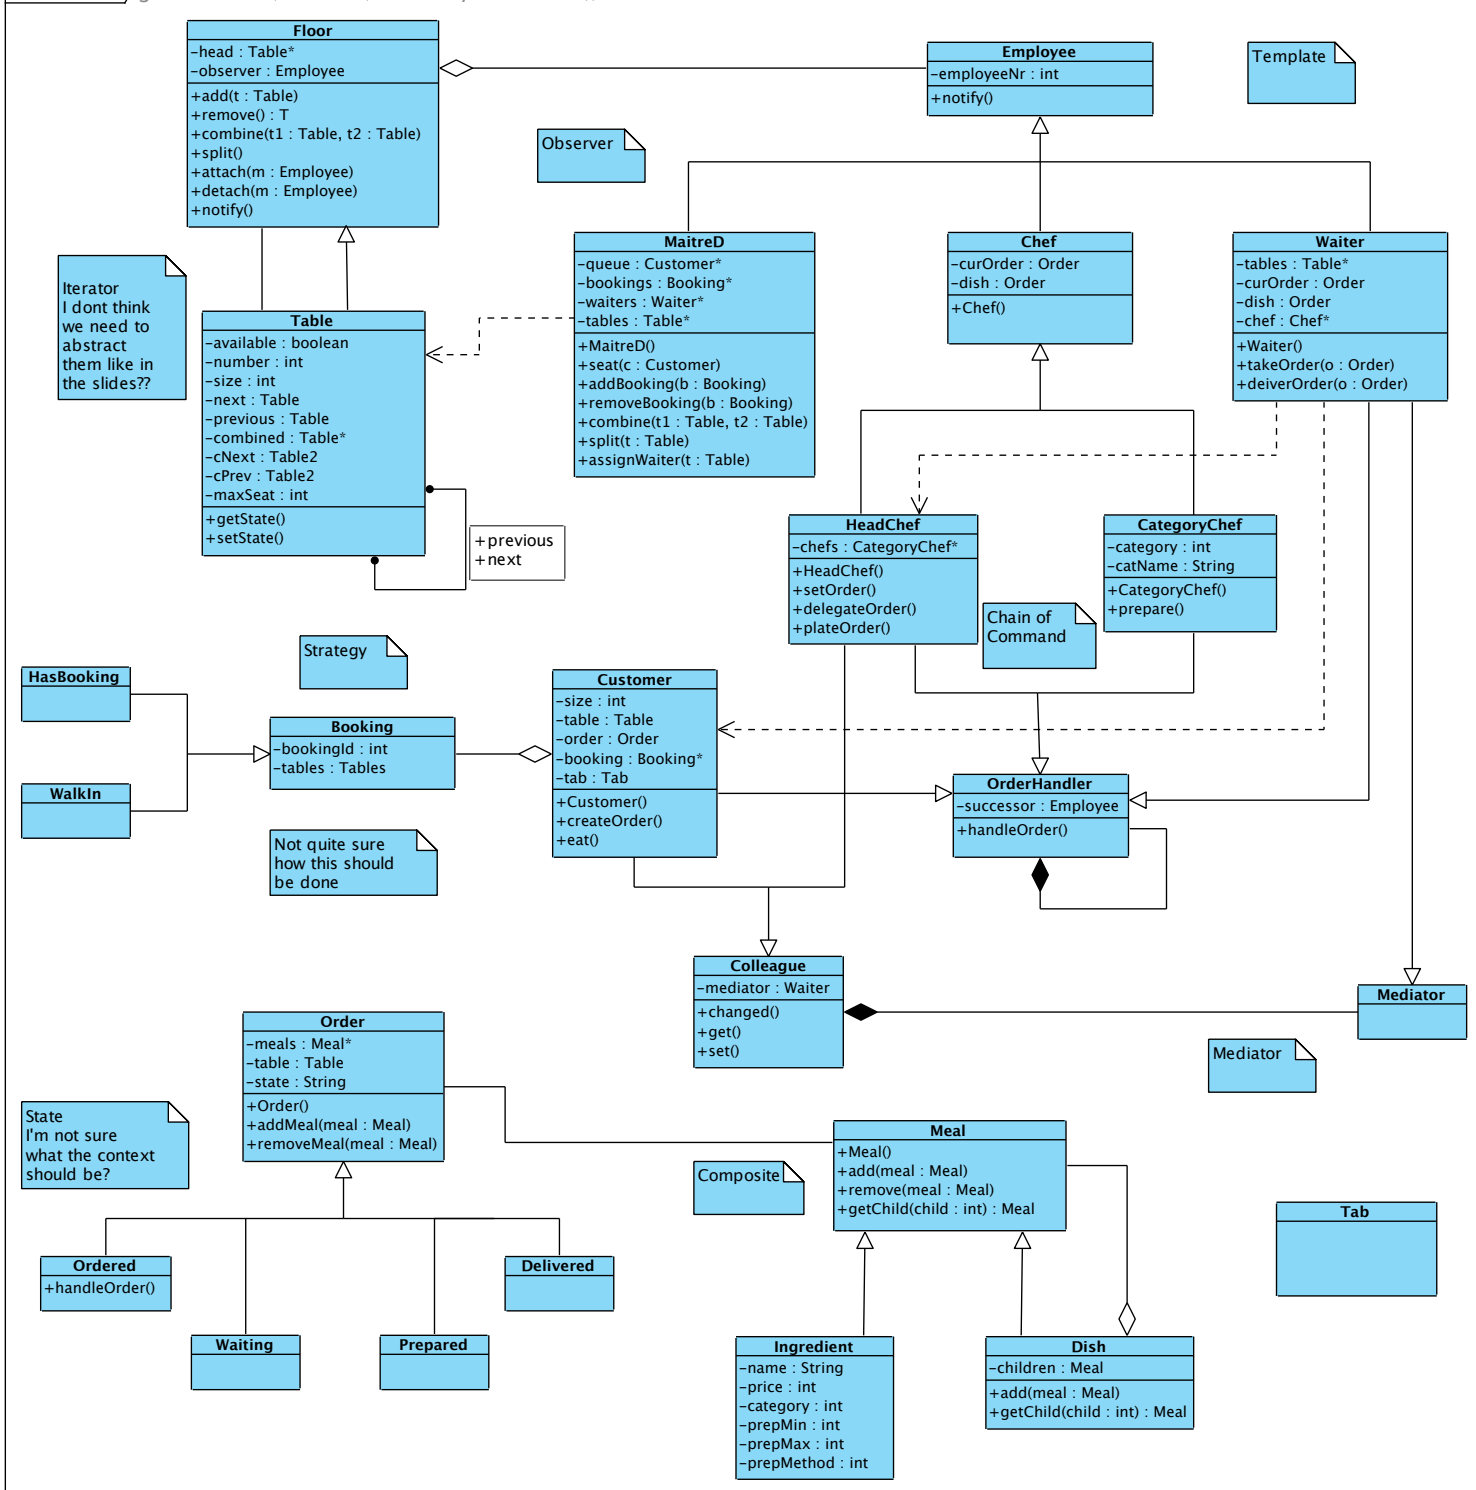 Floor
-head : Table*
-observer : Employee
+add(t : Table)
+remove() : T
+combine(t1 : Table, t2 : Table)
+split()
+attach(m : Employee)
+detach(m : Employee)
+notify()
Employee
-employeeNr : int
+notify()
Template
Observer
Iterator
I dont think
we need to
abstract
them like in
the slides??
Table
-available : boolean
-number : int
-size : int
-next : Table
-previous : Table
-combined : Table*
-cNext : Table2
-cPrev : Table2
-maxSeat : int
+getState()
+setState()
+previous
+next
MaitreD
-queue : Customer*
-bookings : Booking*
-waiters : Waiter*
-tables : Table*
+MaitreD()
+seat(c : Customer)
+addBooking(b : Booking)
+removeBooking(b : Booking)
+combine(t1 : Table, t2 : Table)
+split(t : Table)
+assignWaiter(t : Table)
Chef
-curOrder : Order
-dish : Order
+Chef()
Waiter
-tables : Table*
-curOrder : Order
-dish : Order
-chef : Chef*
+Waiter()
+takeOrder(o : Order)
+deiverOrder(o : Order)
HeadChef
-chefs : CategoryChef*
+HeadChef()
+setOrder()
+delegateOrder()
+plateOrder()
CategoryChef
-category : int
-catName : String
+CategoryChef()
+prepare()
Chain of
Command
Strategy
HasBooking
WalkIn
Booking
-bookingId : int
-tables : Tables
Not quite sure
how this should
be done
Customer
-size : int
-table : Table
-order : Order
-booking : Booking*
-tab : Tab
+Customer()
+createOrder()
+eat()
OrderHandler
-successor : Employee
+handleOrder()
Colleague
-mediator : Waiter
+changed()
+get()
+set()
Mediator
Mediator
Order
-meals : Meal*
-table : Table
-state : String
+Order()
+addMeal(meal : Meal)
+removeMeal(meal : Meal)
State
I'm not sure
what the context
should be?
Composite
Meal
+Meal()
+add(meal : Meal)
+remove(meal : Meal)
+getChild(child : int) : Meal
Tab
Ordered
+handleOrder()
Waiting
Prepared
Delivered
Ingredient
-name : String
-price : int
-category : int
-prepMin : int
-prepMax : int
-prepMethod : int
Dish
-children : Meal
+add(meal : Meal)
+getChild(child : int) : Meal